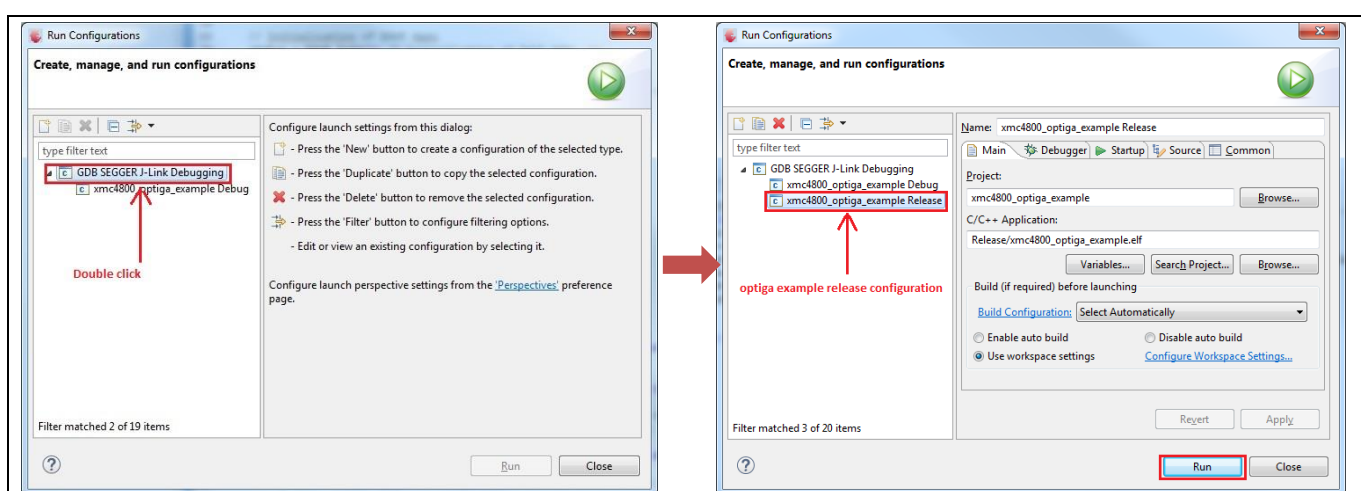 Run Configurations
Create, manage, and run configurations
type filter text
GDB SEGGER J-Link Debugging
xmc4800_optiga_example Debug
Double click
Filter matched 2 of 19 items
Configure launch settings from this dialog:
- Press the 'New' button to create a configuration of the selected type.
- Press the 'Duplicate' button to copy the selected configuration.
- Press the 'Delete' button to remove the selected configuration.
- Press the 'Filter' button to configure filtering options.
- Edit or view an existing configuration by selecting it.
Configure launch perspective settings from the 'Perspectives' preference
page.
Run
Close
Run Configurations
Create, manage, and run configurations
type filter text
GDB SEGGER J-Link Debugging
xmc4800_optiga_example Debug
xmc4800_optiga_example Release
optiga example release configuration
Filter matched 3 of 20 items
Name: xmc4800_optiga_example Release
Main Debugger Startup Source Common
Project:
xmc4800_optiga_example
Browse...
C/C++ Application:
Release/xmc4800_optiga_example.elf
Variables... Search Project... Browse...
Build (if required) before launching
Build Configuration: Select Automatically
Enable auto build Disable auto build
Use workspace settings Configure Workspace Settings...
Revert Apply
Run Close